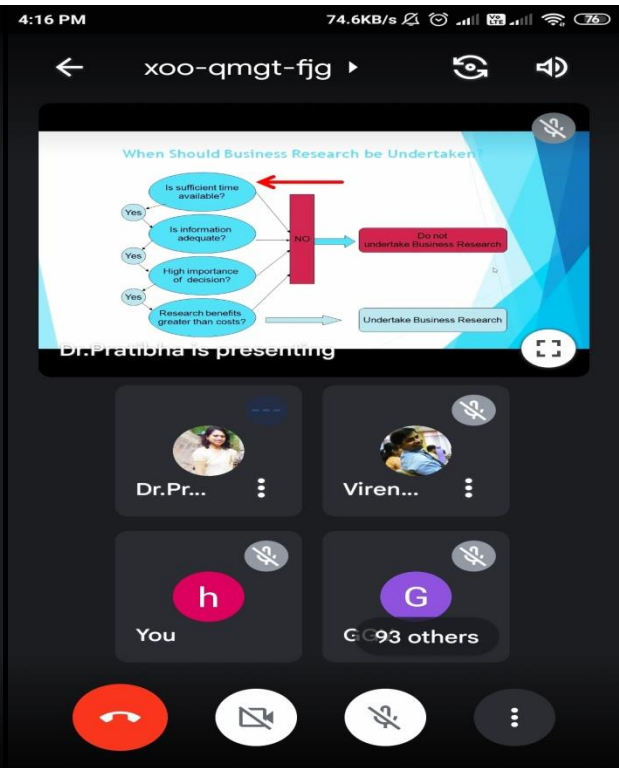 4:16 PM 74.6KB/s Vo LTE 76
xoo-qmgt-fjg
When Should Business Research be Undertaken?
Is sufficient time
available?
Yes
Is information
adequate?
NO
Do not
undertake Business Research
Yes
High importance
of decision?
Yes
Research benefits
greater than costs?
Undertake Business Research
Dr.Pratibha is presenting
Dr.Pr...
Viren...
h
G
You
93 others